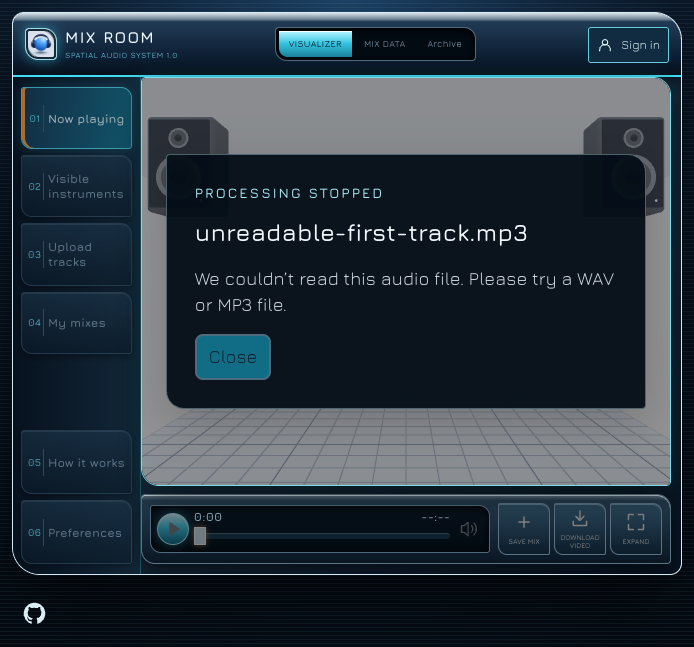 MIX ROOM
SPATIAL AUDIO SYSTEM 1.0
VISUALIZER
MIX DATA
Archive
Sign in
01 Now playing
02 Visible
instruments
03 Upload
tracks
04 My mixes
05 How it works
06 Preferences
PROCESSING STOPPED
unreadable-first-track.mp3
We couldn't read this audio file. Please try a WAV
or MP3 file.
Close
0:00
--:--
SAVE MIX
DOWNLOAD
VIDEO
EXPAND